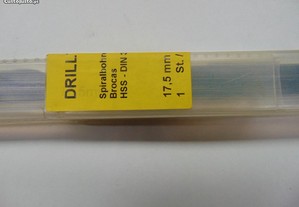 DRILL
Spiralbohr
Brocas
HSS - DIN
17,5 mm
1 St. /